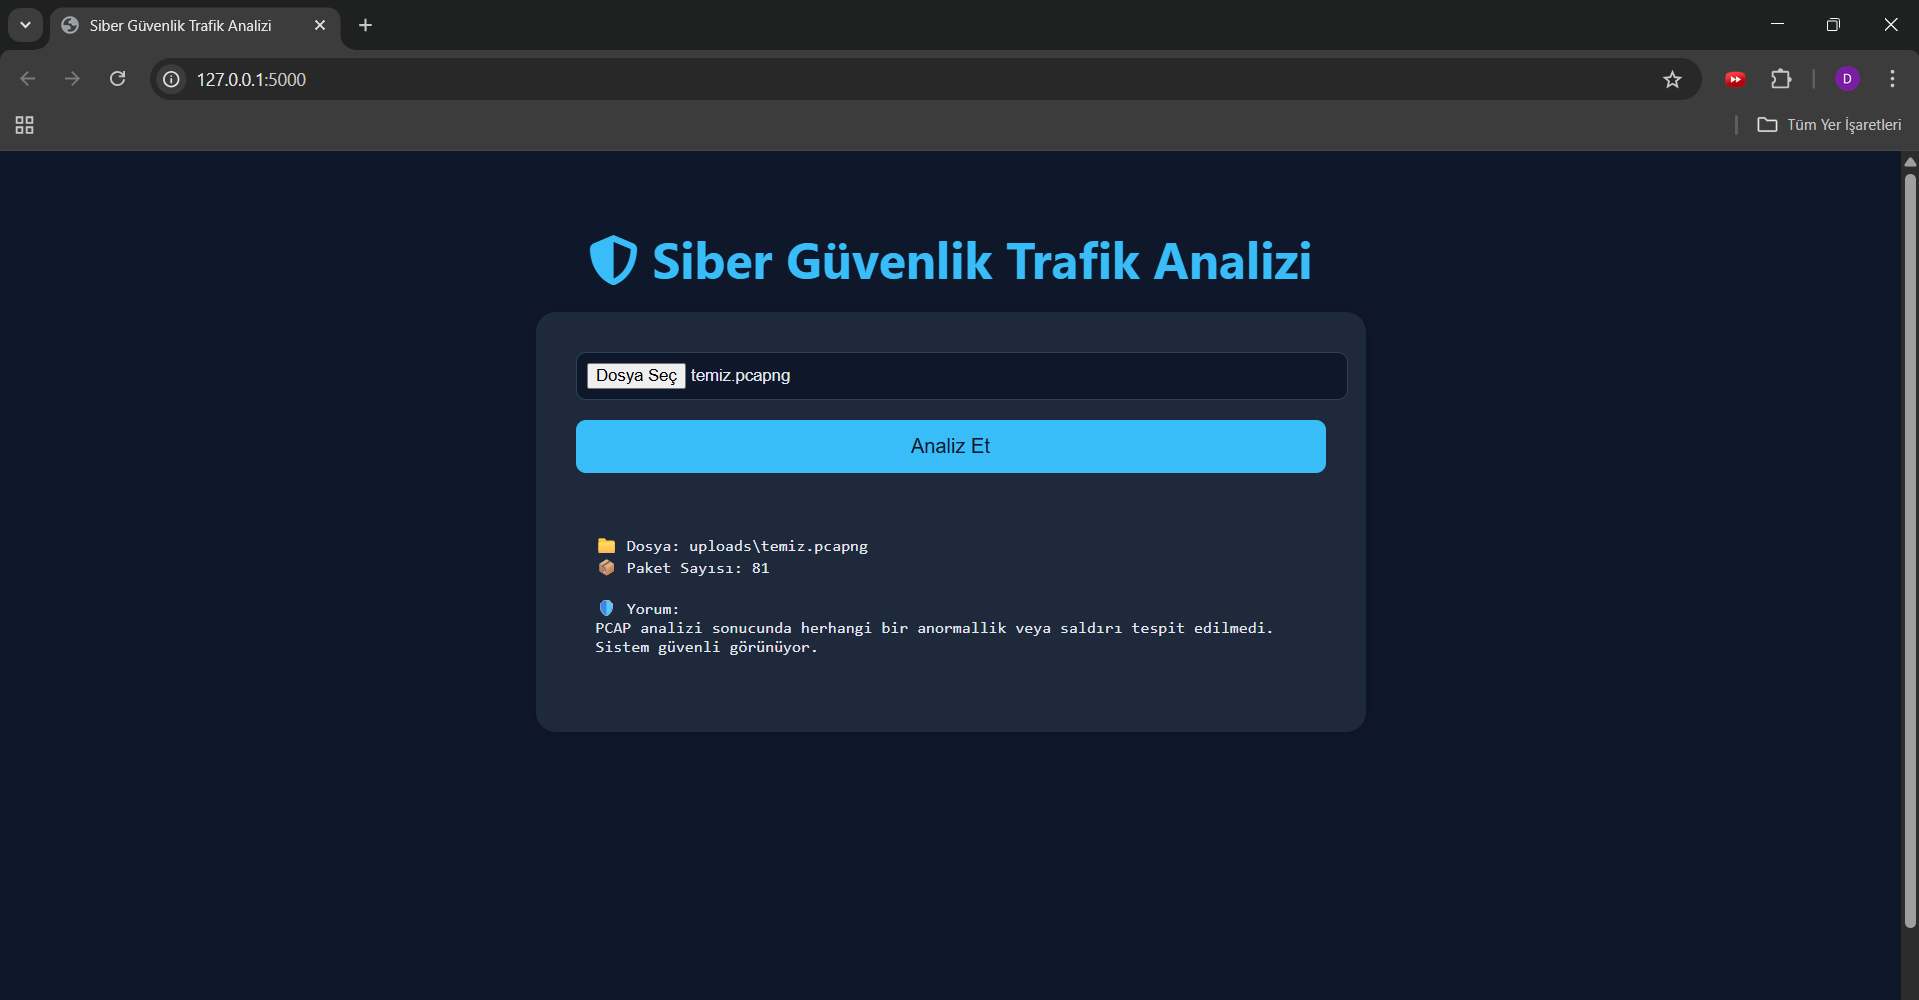 Siber Güvenlik Trafik Analizi
127.0.0.1:5000
D
Tüm Yer İşaretleri
Siber Güvenlik Trafik Analizi
Dosya Seç temiz.pcapng
Analiz Et
Dosya: uploads\temiz.pcapng
Paket Sayısı: 81
Yorum:
PCAP analizi sonucunda herhangi bir anormallik veya saldırı tespit edilmedi.
Sistem güvenli görünüyor.